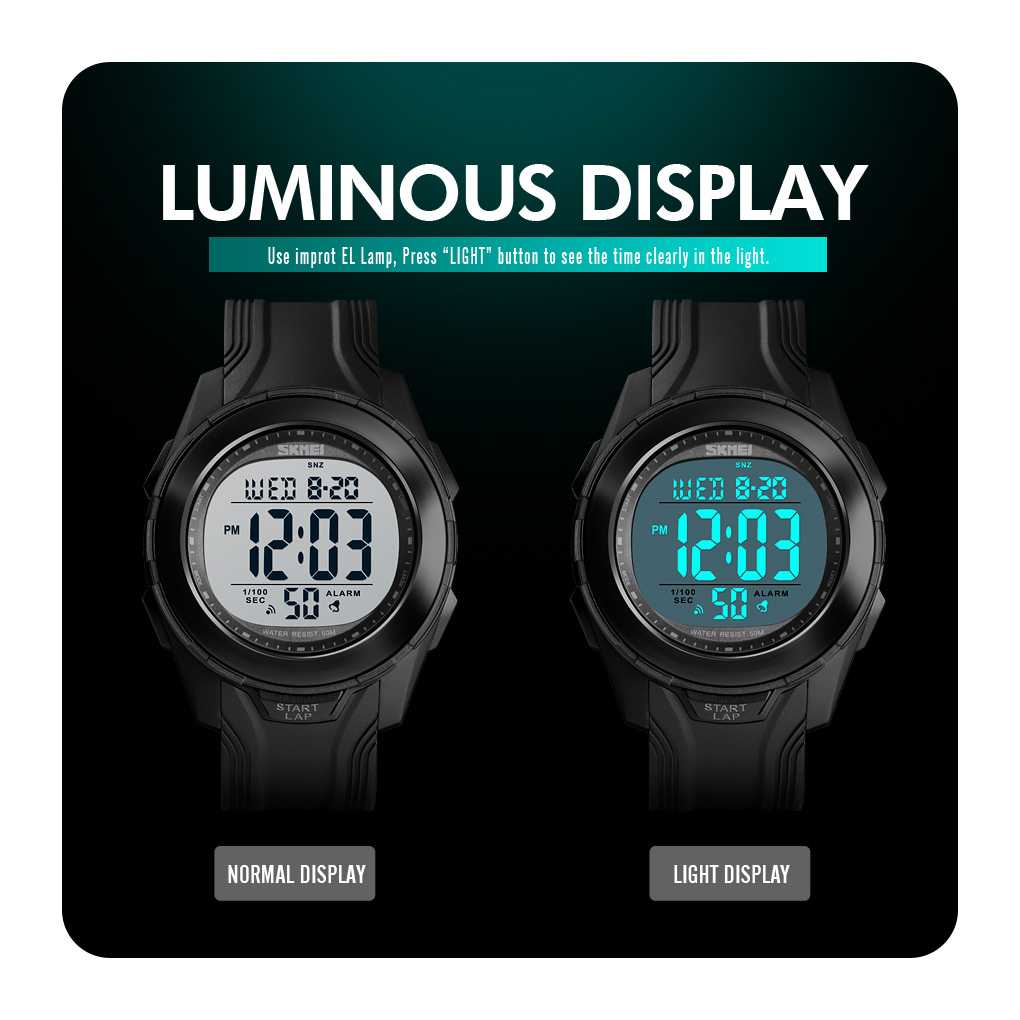 LUMINOUS DISPLAY
Use improt EL Lamp, Press “LIGHT” button to see the time clearly in the light.
SKMEI
SNZ
WED 8-20
PM 12:03
1/100 SEC 50 ALARM
WATER RESIST.50M
START
LAP
SKMEI
SNZ
WED 8-20
PM 12:03
1/100 SEC 50 ALARM
WATER RESIST.50M
START
LAP
NORMAL DISPLAY
LIGHT DISPLAY